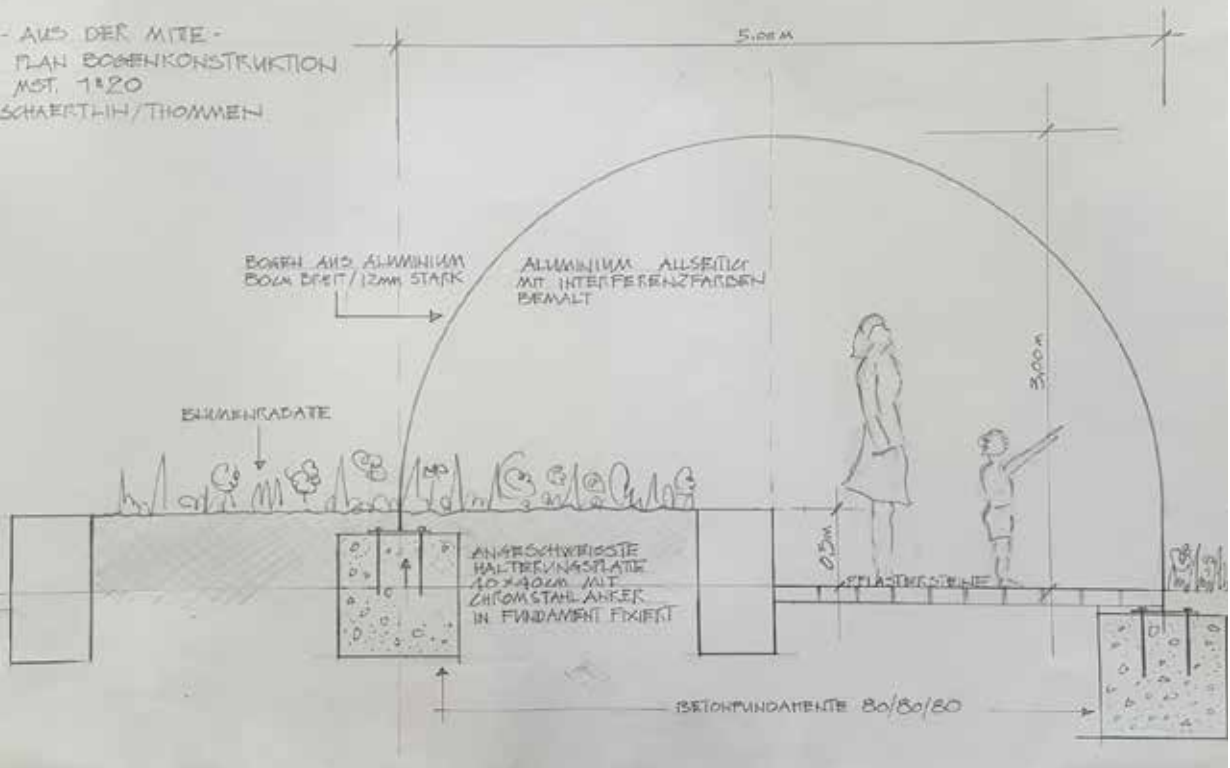 - AUS DER MITTE -
PLAN BOGENKONSTRUKTION
MST. 1:20
SCHAERTLIN/THOMMEN
5.00 M
BOGEN AUS ALUMINIUM
80CM BREIT/12mm STARK
ALUMINIUM ALLSEITIG
MIT INTERFERENZFARBEN
BEMALT
3,00 m
BLUMENRABATE
ANGESCHWEISSTE
HALTERUNGSPLATTE
40x40cm MIT
CHROMSTAHL ANKER
IN FUNDAMENT FIXIERT
0,5m
PFLASTERSTEINE
BETONFUNDAMENTE 80/80/80